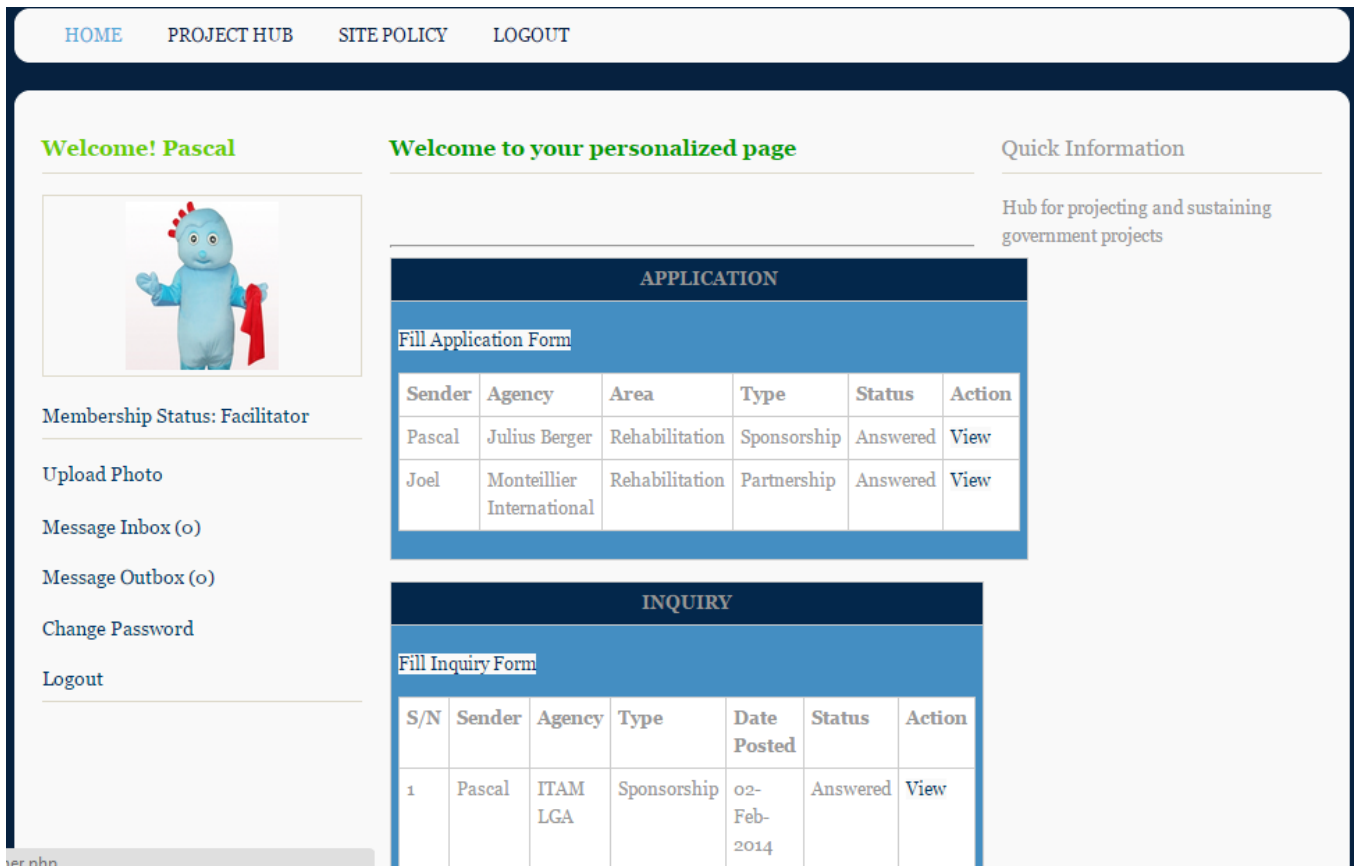 HOME PROJECT HUB SITE POLICY LOGOUT
Welcome! Pascal
Membership Status: Facilitator
Upload Photo
Message Inbox (0)
Message Outbox (0)
Change Password
Logout
Welcome to your personalized page
APPLICATION
Fill Application Form
Sender Agency Area Type Status Action
Pascal Julius Berger Rehabilitation Sponsorship Answered View
Joel Monteillier Rehabilitation Partnership Answered View
International
INQUIRY
Fill Inquiry Form
S/N Sender Agency Type Date Status Action
Posted
1 Pascal ITAM Sponsorship 02- Answered View
LGA Feb-
2014
Quick Information
Hub for projecting and sustaining
government projects